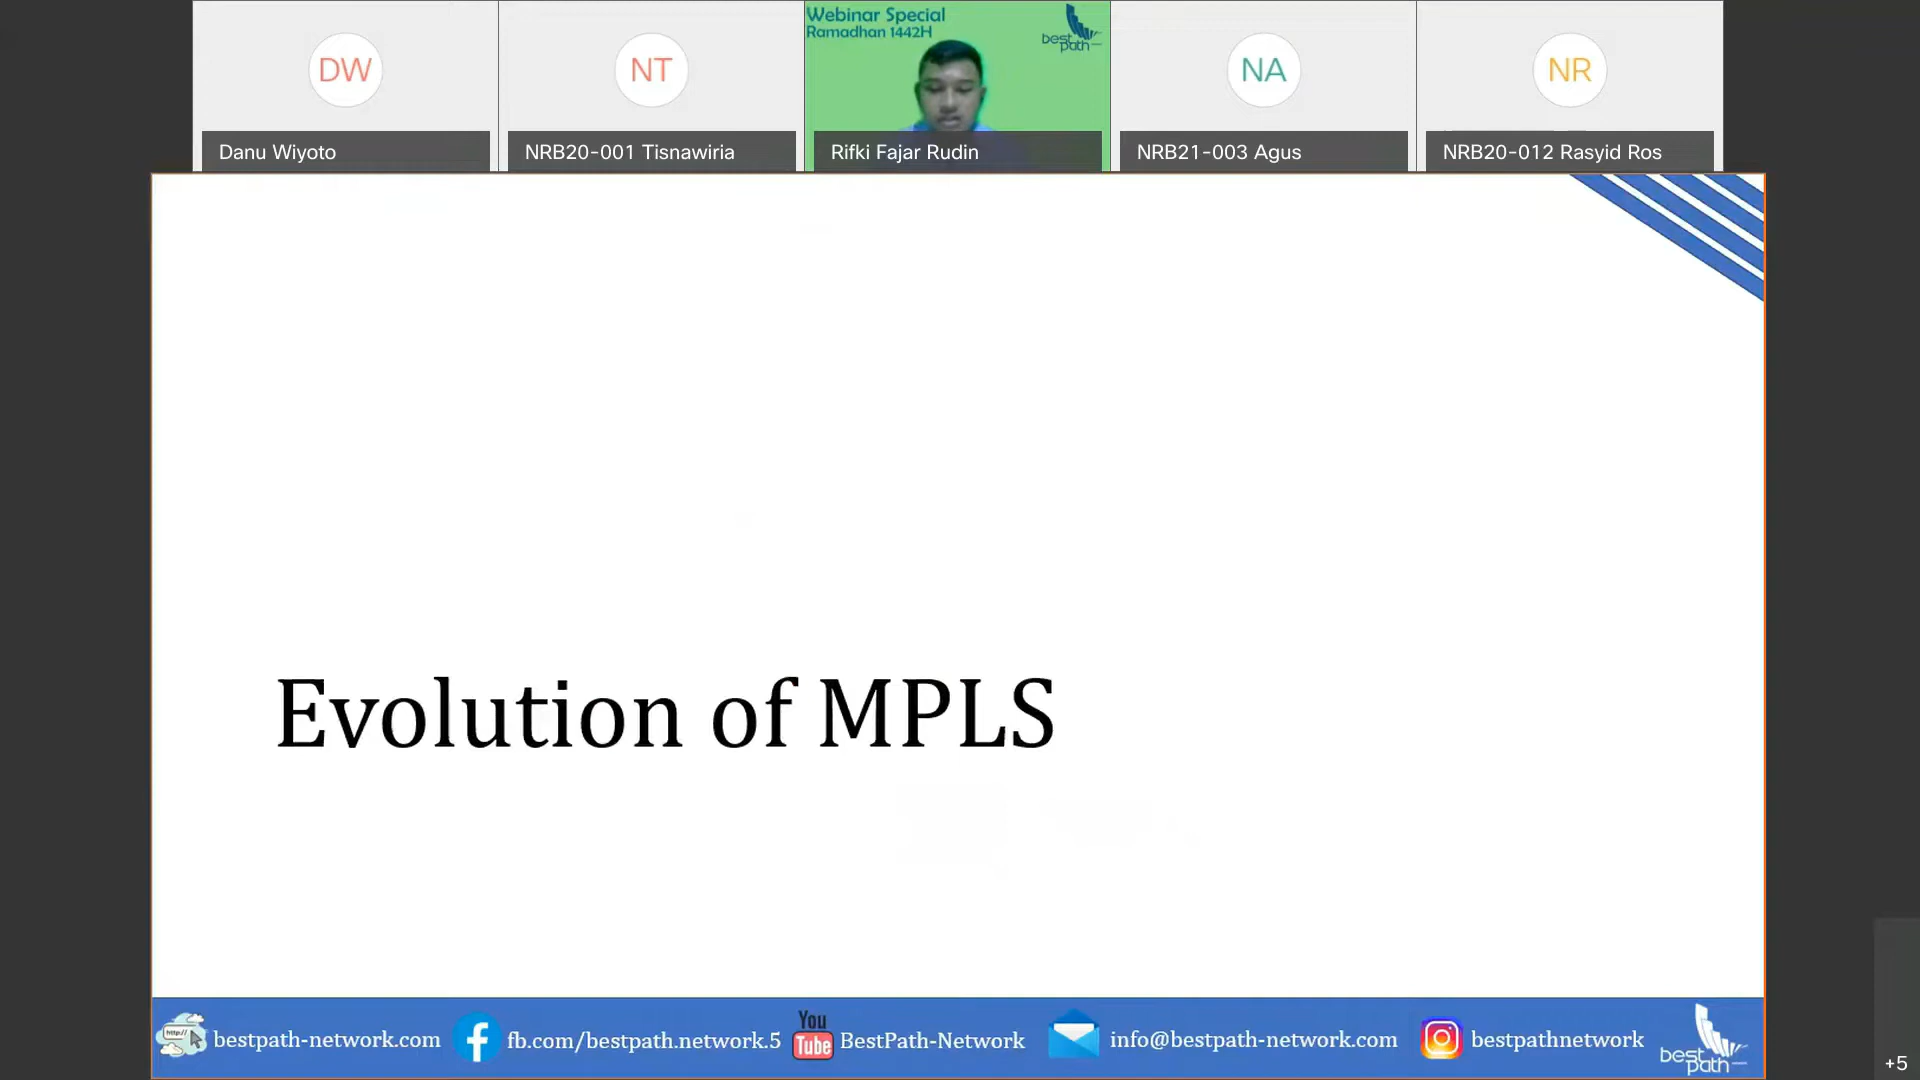 Webinar Special
Ramadhan 1442H
best
path
DW
NT
NA
NR
Danu Wiyoto
NRB20-001 Tisnawiria
Rifki Fajar Rudin
NRB21-003 Agus
NRB20-012 Rasyid Ros
Evolution of MPLS
http://
bestpath-network.com
fb.com/bestpath.network.5
You
Tube
BestPath-Network
info@bestpath-network.com
bestpathnetwork
best
path
+5